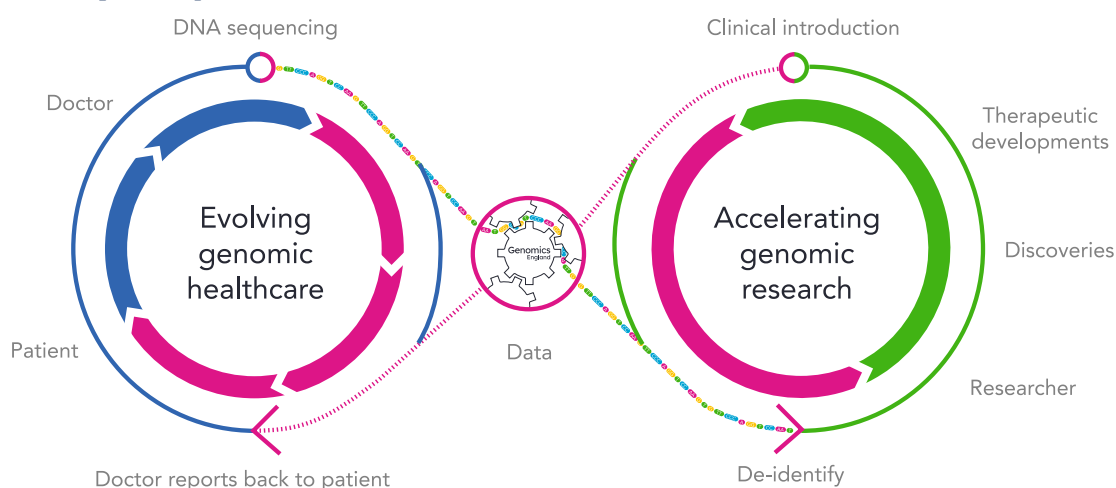 DNA sequencing
Clinical introduction
Doctor
Therapeutic
developments
Evolving
genomic
healthcare
Genomics
England
Accelerating
genomic
research
Discoveries
Patient
Data
Researcher
Doctor reports back to patient
De-identify